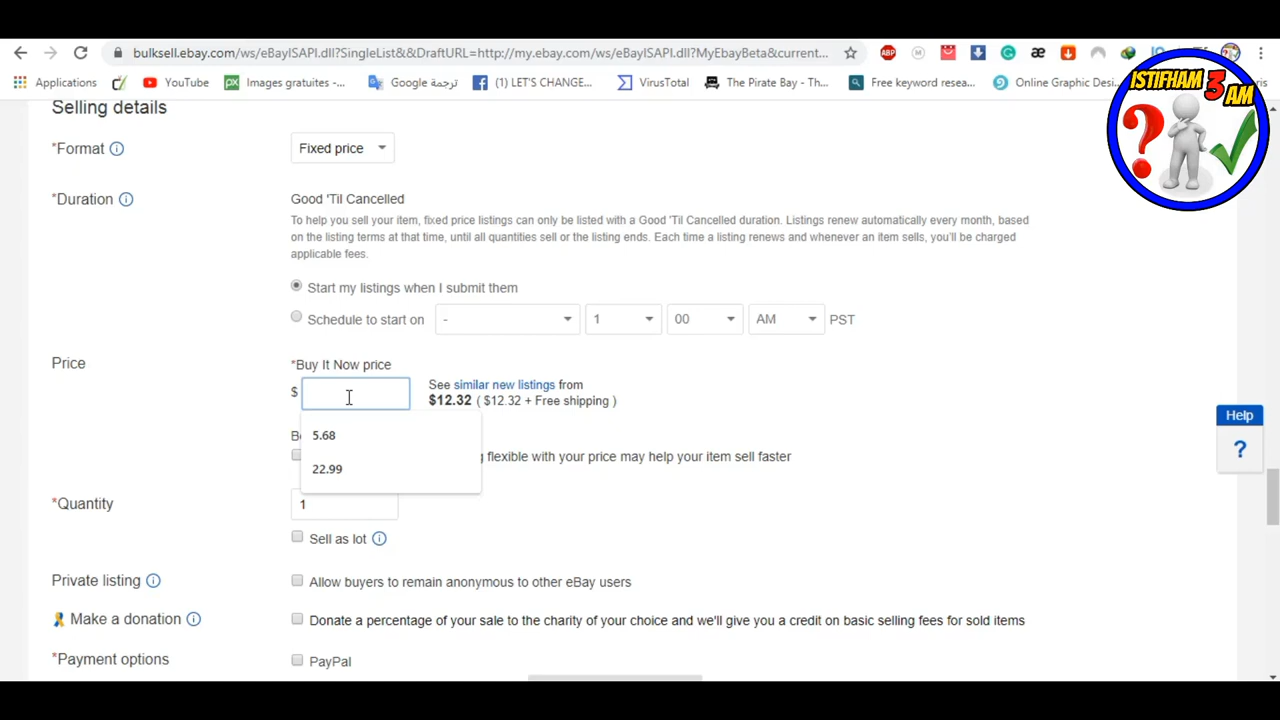 bulksell.ebay.com/ws/eBayISAPI.dll?SingleList&&DraftURL=http://my.ebay.com/ws/eBayISAPI.dll?MyEbayBeta&current...
ABP
Applications
YouTube
Images gratuites - ...
Google ترجمة
(1) LET'S CHANGE...
VirusTotal
The Pirate Bay - Th...
Free keyword resea...
Online Graphic Desi...
ISTIFHAM 3 AM
Selling details
*Format
Fixed price
*Duration
Good 'Til Cancelled
To help you sell your item, fixed price listings can only be listed with a Good 'Til Cancelled duration. Listings renew automatically every month, based
on the listing terms at that time, until all quantities sell or the listing ends. Each time a listing renews and whenever an item sells, you'll be charged
applicable fees.
Start my listings when I submit them
Schedule to start on - 1 00 AM PST
Price
*Buy It Now price
$
See similar new listings from
$12.32 ( $12.32 + Free shipping )
5.68
22.99
flexible with your price may help your item sell faster
*Quantity
1
Sell as lot
Private listing
Allow buyers to remain anonymous to other eBay users
Make a donation
Donate a percentage of your sale to the charity of your choice and we'll give you a credit on basic selling fees for sold items
*Payment options
PayPal
Help
?